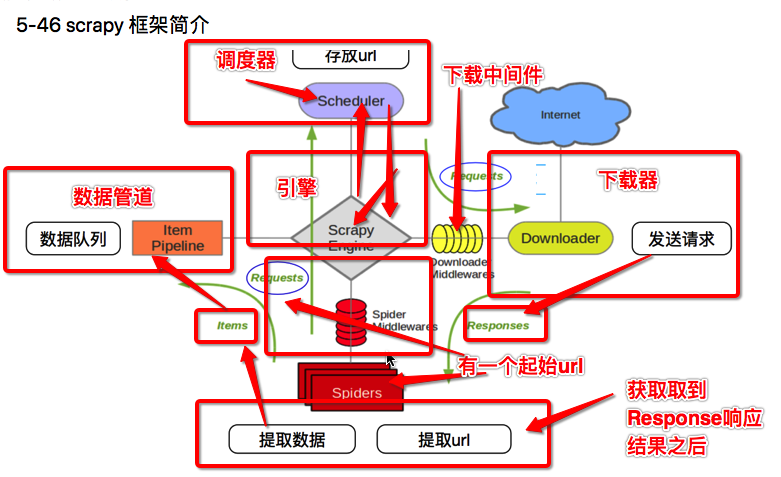 5-46 scrapy 框架简介
存放url
调度器
Scheduler
下载中间件
Internet
引擎
Requests
下载器
数据管道
数据队列
Item
Pipeline
Scrapy
Engine
Downloader
发送请求
Downloade
Middlewares
Requests
Spider
Middlewares
Items
Responses
有一个起始url
Spiders
获取取到
Response响应
结果之后
提取数据
提取url